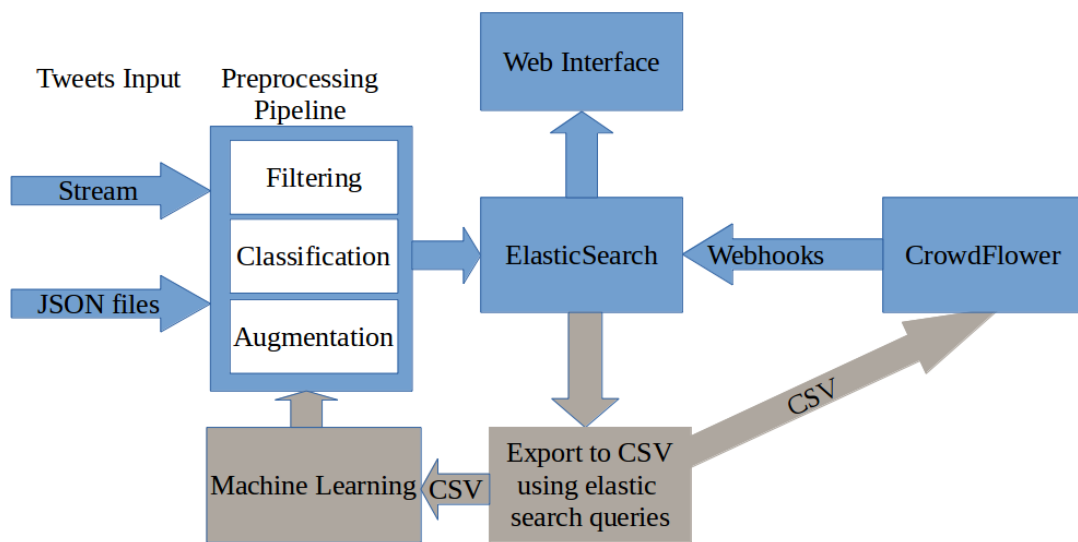 Web Interface
Tweets Input
Preprocessing
Pipeline
Stream
JSON files
Filtering
Classification
Augmentation
ElasticSearch
Webhooks
CrowdFlower
CSV
Machine Learning
CSV
Export to CSV
using elastic
search queries